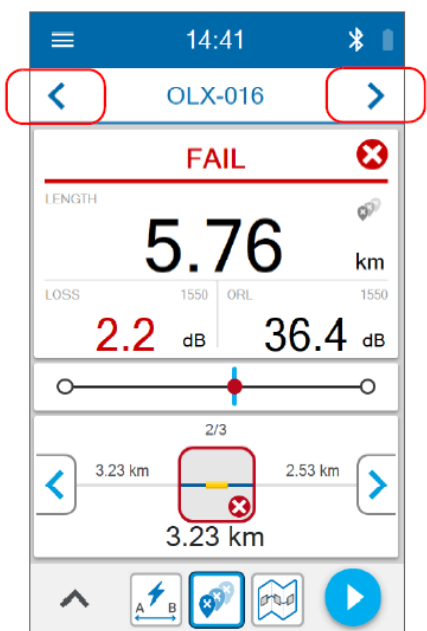 14:41
OLX-016
FAIL
LENGTH
5.76 km
LOSS 1550 ORL 1550
2.2 dB 36.4 dB
2/3
3.23 km 2.53 km
3.23 km
A B